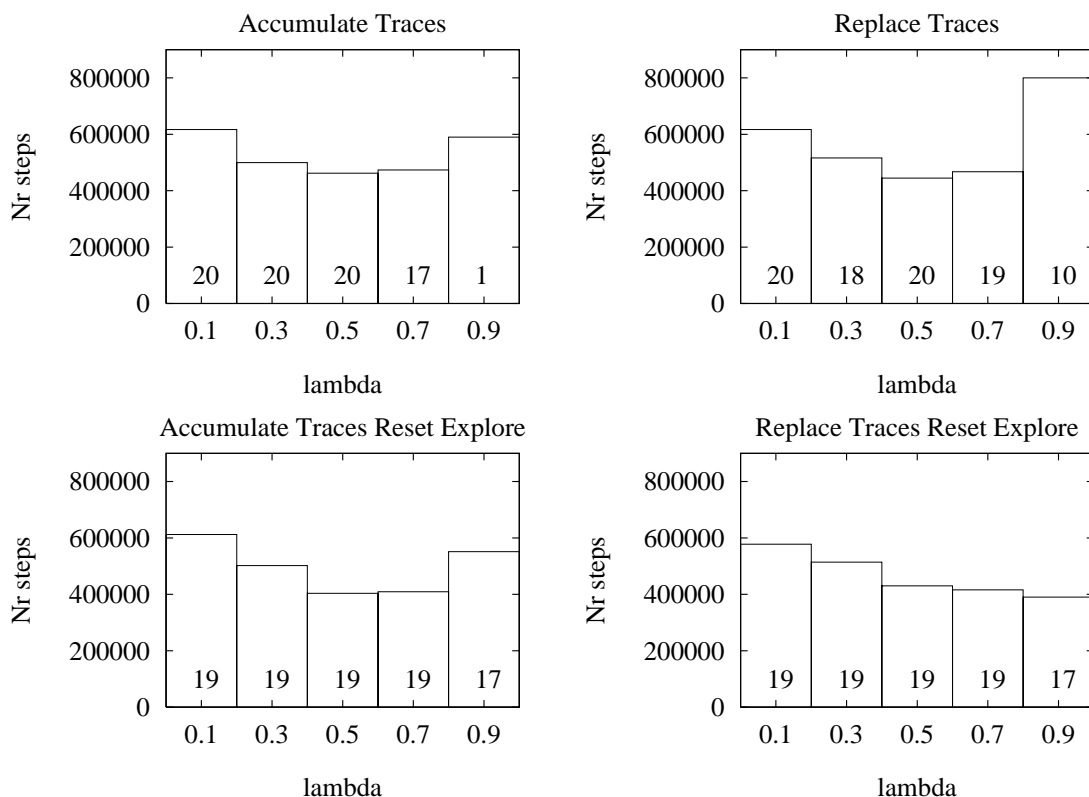 Accumulate Traces
Nr steps
800000
600000
400000
200000
0
20 20 20 17 1
0.1 0.3 0.5 0.7 0.9
lambda
Replace Traces
Nr steps
800000
600000
400000
200000
0
20 18 20 19 10
0.1 0.3 0.5 0.7 0.9
lambda
Accumulate Traces Reset Explore
Nr steps
800000
600000
400000
200000
0
19 19 19 19 17
0.1 0.3 0.5 0.7 0.9
lambda
Replace Traces Reset Explore
Nr steps
800000
600000
400000
200000
0
19 19 19 19 17
0.1 0.3 0.5 0.7 0.9
lambda